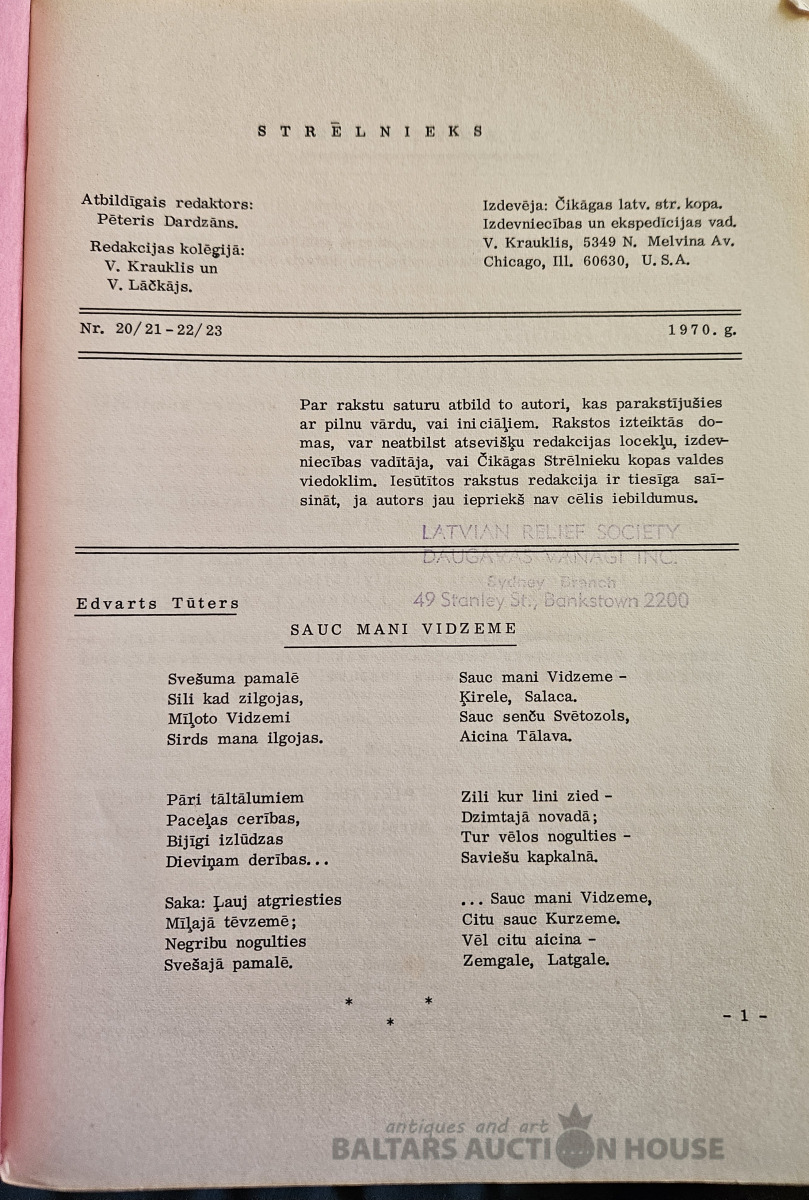 STRĒLNIEKS
Atbildīgais redaktors:
Pēteris Dardzāns.
Redakcijas kolēģijā:
V. Krauklis un
V. Lāčkājs.
Izdevēja: Čikāgas latv. str. kopa.
Izdevniecības un ekspedīcijas vad.
V. Krauklis, 5349 N. Melvina Av.
Chicago, Ill. 60630, U.S.A.
Nr. 20/21-22/23
1970. g.
Par rakstu saturu atbild to autori, kas parakstījušies
ar pilnu vārdu, vai iniciāļiem. Rakstos izteiktās do-
mas, var neatbilst atsevišķu redakcijas locekļu, izdev-
niecības vadītāja, vai Čikāgas Strēlnieku kopas valdes
viedoklim. Iesūtītos rakstus redakcija ir tiesīga saī-
sināt, ja autors jau iepriekš nav cēlis iebildumus.
LATVIAN RELIEF SOCIETY
DAUGAVAS VANAGI INC.
Sydney Branch
49 Stanley St., Bankstown 2200
Edvarts Tūters
SAUC MANI VIDZEME
Svešuma pamalē
Sili kad zilgojas,
Mīļoto Vidzemi
Sirds mana ilgojas.
Pāri tāltālumiem
Paceļas cerības,
Bijīgi izlūdzas
Dieviņam derības...
Saka: Ļauj atgriesties
Mīļajā tēvzemē;
Negribu nogulties
Svešajā pamalē.
Sauc mani Vidzeme -
Ķirele, Salaca.
Sauc senču Svētozols,
Aicina Tālava.
Zili kur lini zied -
Dzimtajā novadā;
Tur vēlos nogulties -
Saviešu kapkalnā.
... Sauc mani Vidzeme,
Citu sauc Kurzeme.
Vēl citu aicina -
Zemgale, Latgale.
* *
*
- 1 -
antiques and art
BALTARS AUCTION HOUSE